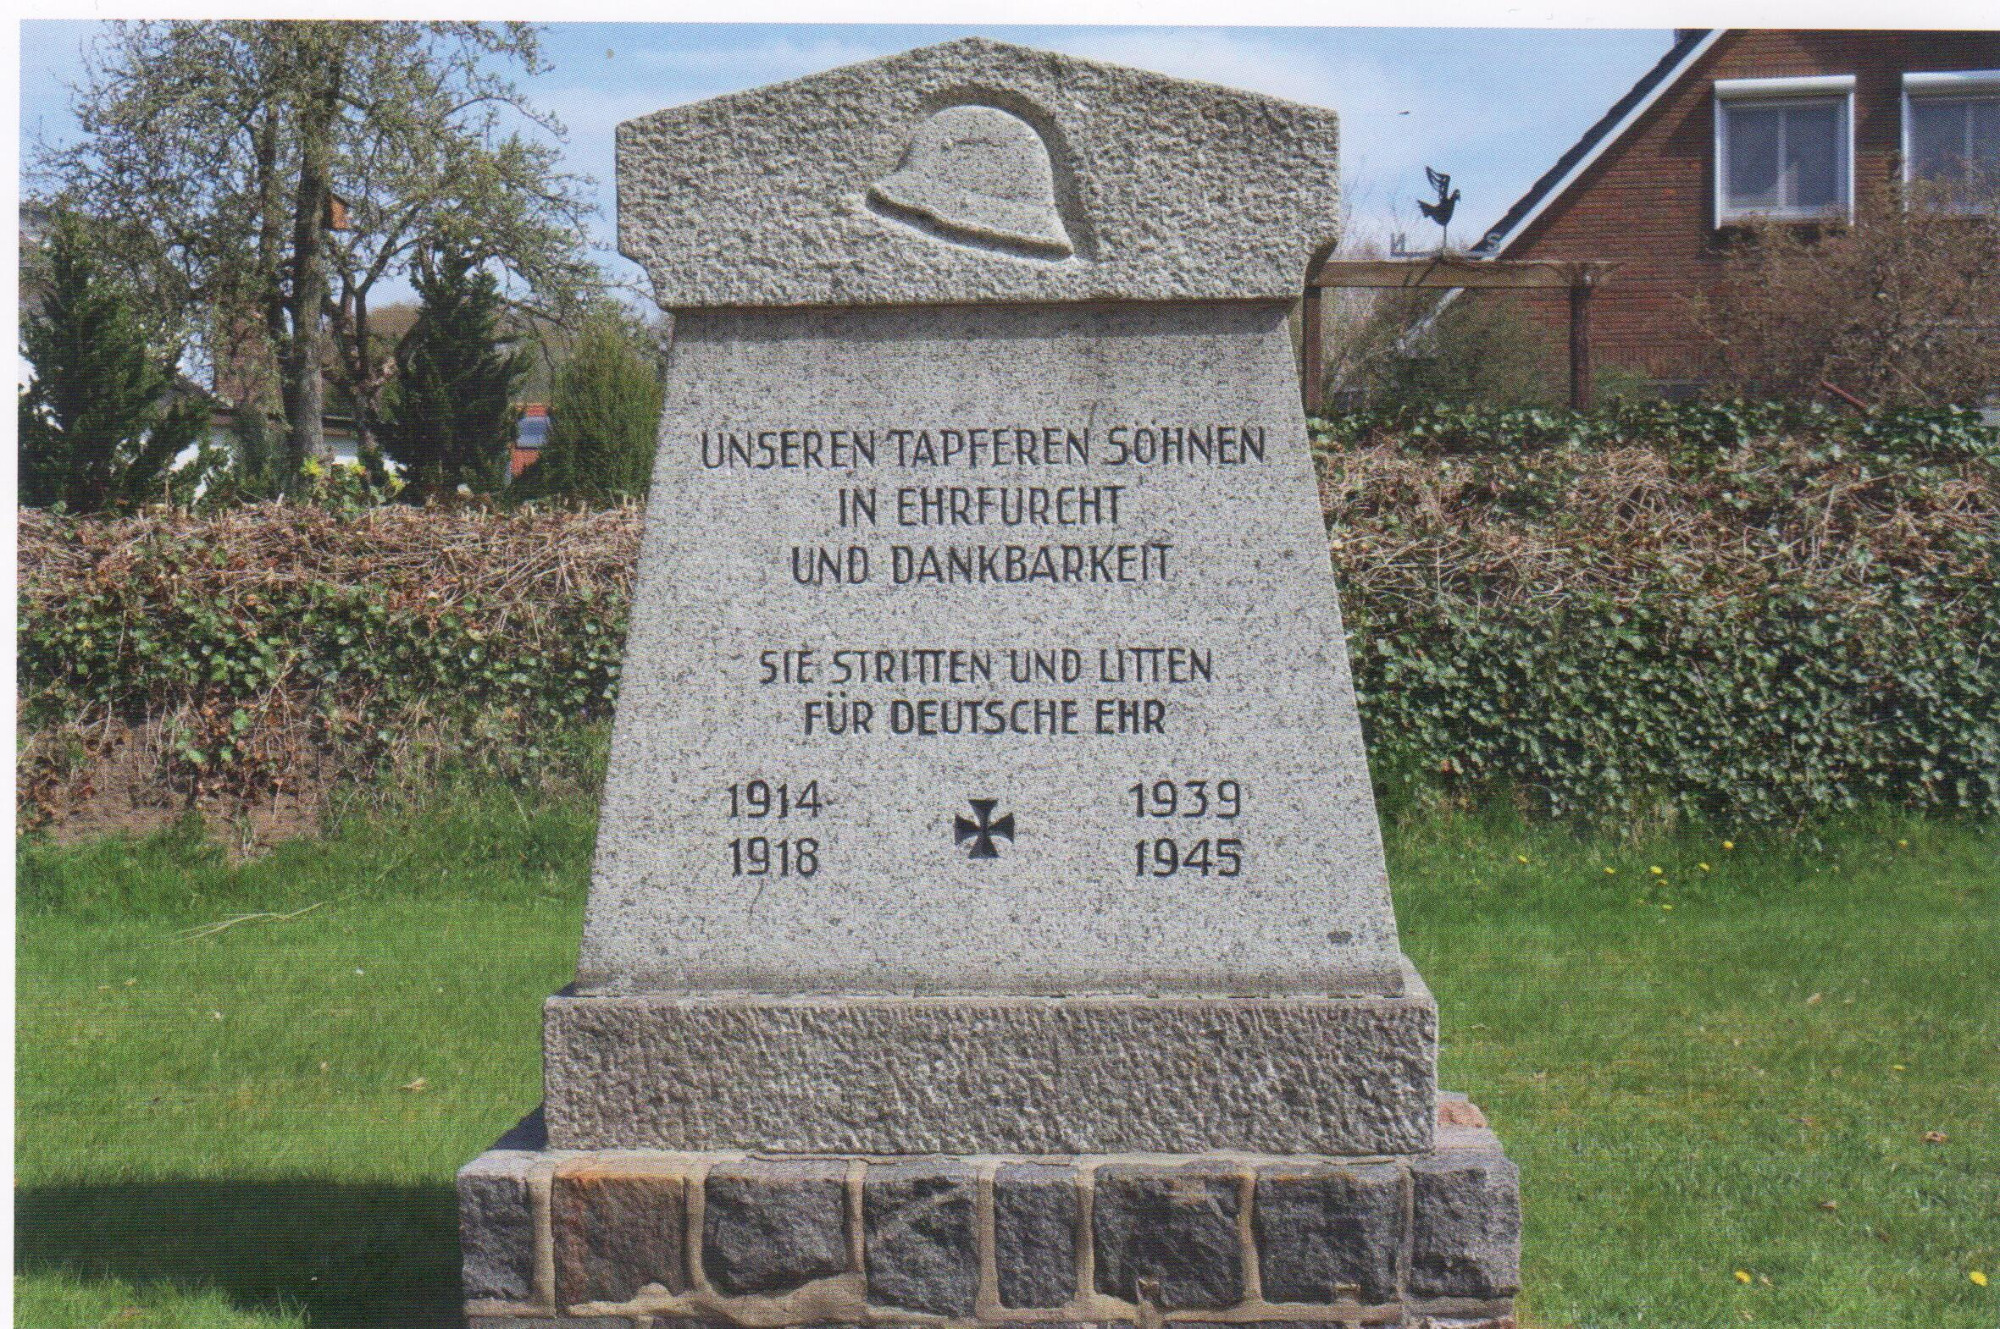 UNSEREN TAPFEREN SÖHNEN
IN EHRFURCHT
UND DANKBARKEIT
SIE STRITTEN UND LITTEN
FÜR DEUTSCHE EHR
1914 1939
1918 1945
N S